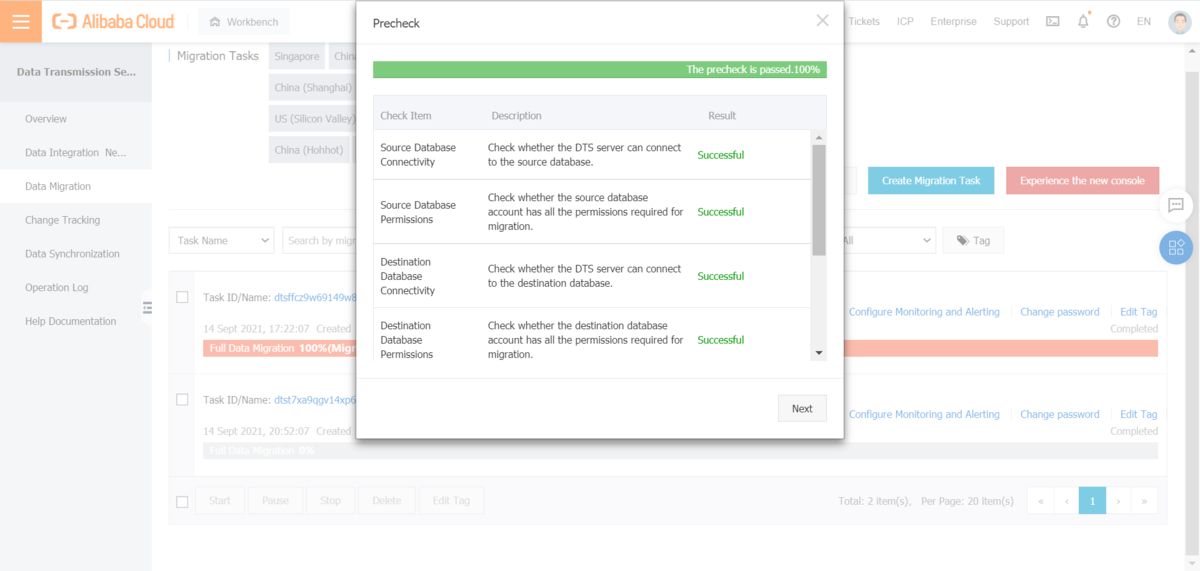 Alibaba Cloud
Workbench
Tickets
ICP
Enterprise
Support
EN
Data Transmission Se...
Overview
Data Integration Ne...
Data Migration
Change Tracking
Data Synchronization
Operation Log
Help Documentation
Migration Tasks
Singapore
China (Shanghai)
US (Silicon Valley)
China (Hohhot)
Create Migration Task
Experience the new console
Task Name
Search by
All
Tag
Precheck
The precheck is passed.100%
Check Item
Description
Result
Source Database
Connectivity
Check whether the DTS server can connect
to the source database.
Successful
Source Database
Permissions
Check whether the source database
account has all the permissions required for
migration.
Successful
Destination
Database
Connectivity
Check whether the DTS server can connect
to the destination database.
Successful
Destination
Database
Permissions
Check whether the destination database
account has all the permissions required for
migration.
Successful
Next
Task ID/Name: dtsffcz9w69149w8
Configure Monitoring and Alerting
Change password
Edit Tag
14 Sept 2021, 17:22:07 Created
Completed
Full Data Migration 100%(Migr
Task ID/Name: dtst7xa9qgv14xp6
Configure Monitoring and Alerting
Change password
Edit Tag
14 Sept 2021, 20:52:07 Created
Completed
Full Data Migration 0%
Start
Pause
Stop
Delete
Edit Tag
Total: 2 item(s), Per Page: 20 item(s)
«
‹
1
›
»